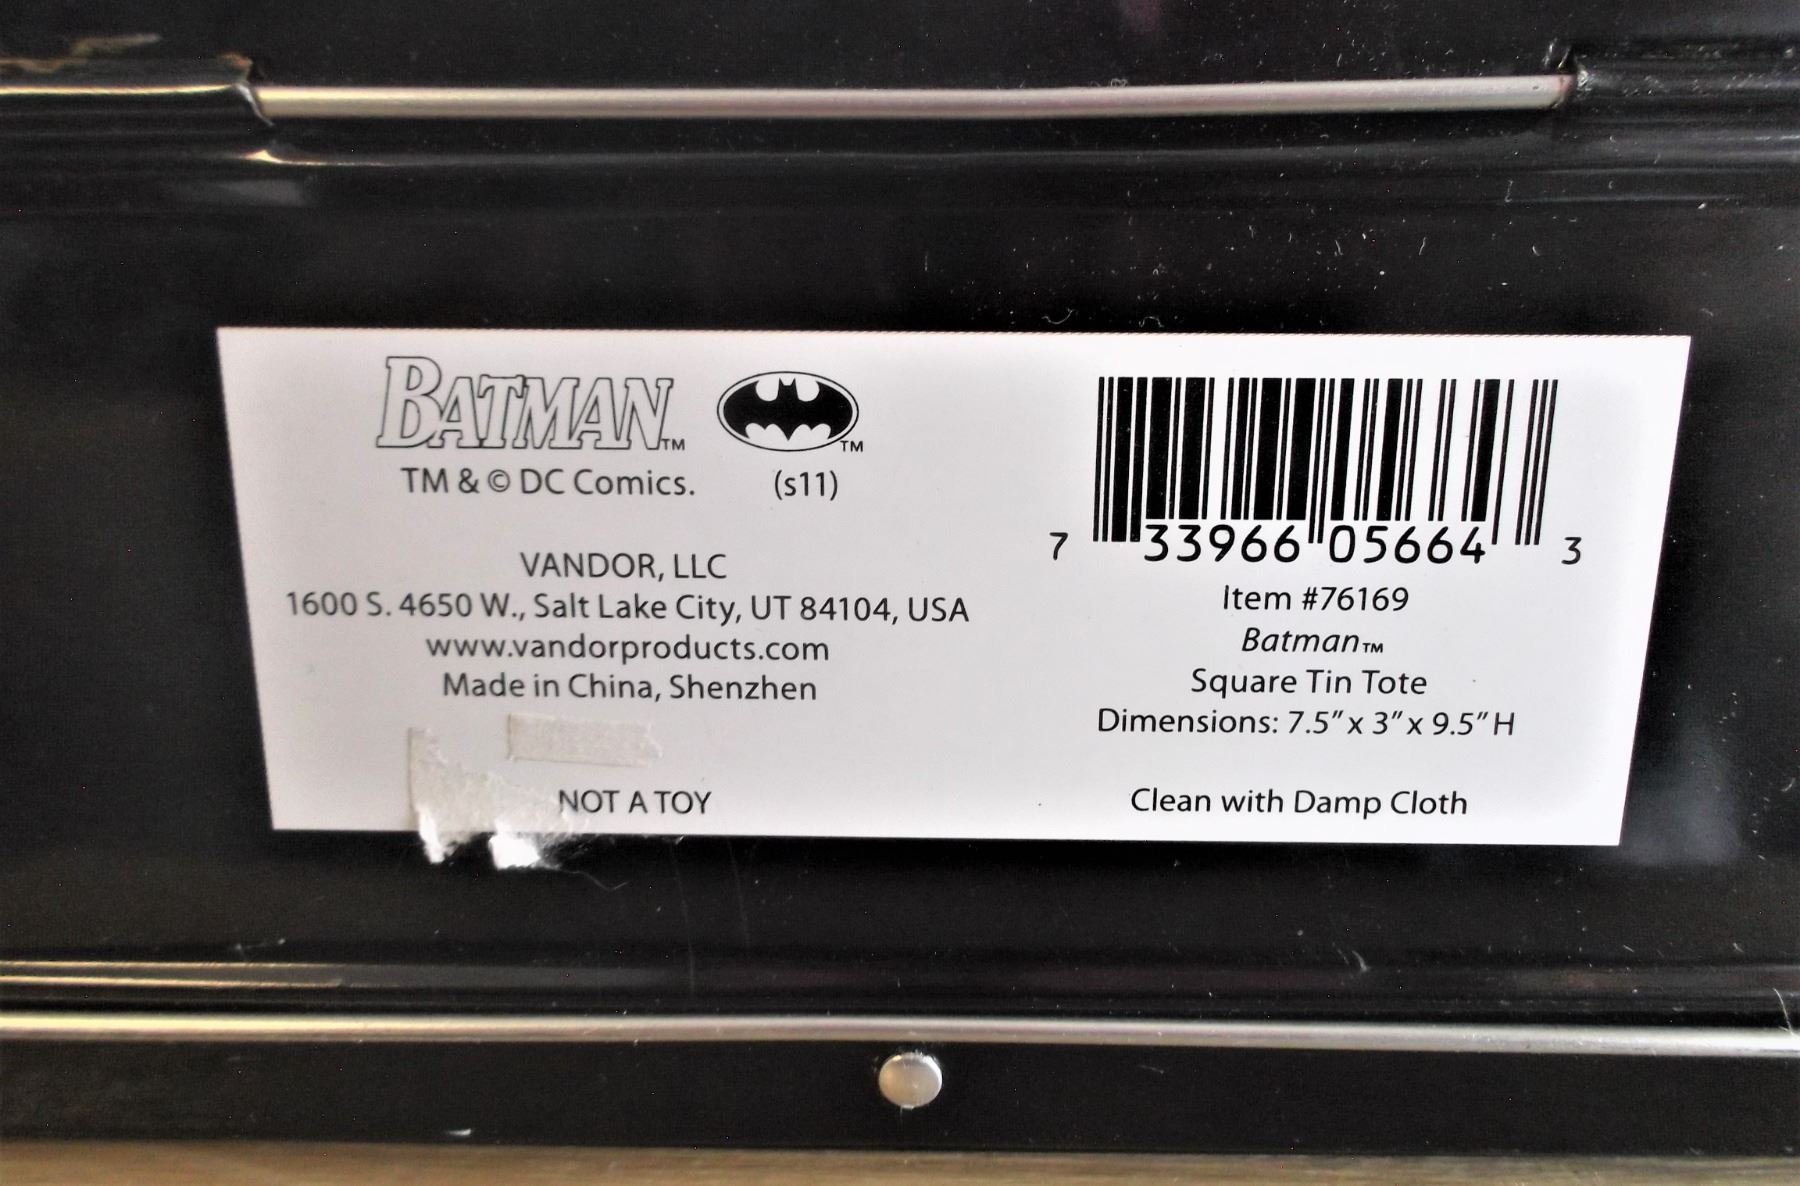 BATMAN TM TM
TM & © DC Comics. (s11)
VANDOR, LLC
1600 S. 4650 W., Salt Lake City, UT 84104, USA
www.vandorproducts.com
Made in China, Shenzhen
NOT A TOY
7 33966 05664 3
Item #76169
Batman TM
Square Tin Tote
Dimensions: 7.5" x 3" x 9.5" H
Clean with Damp Cloth